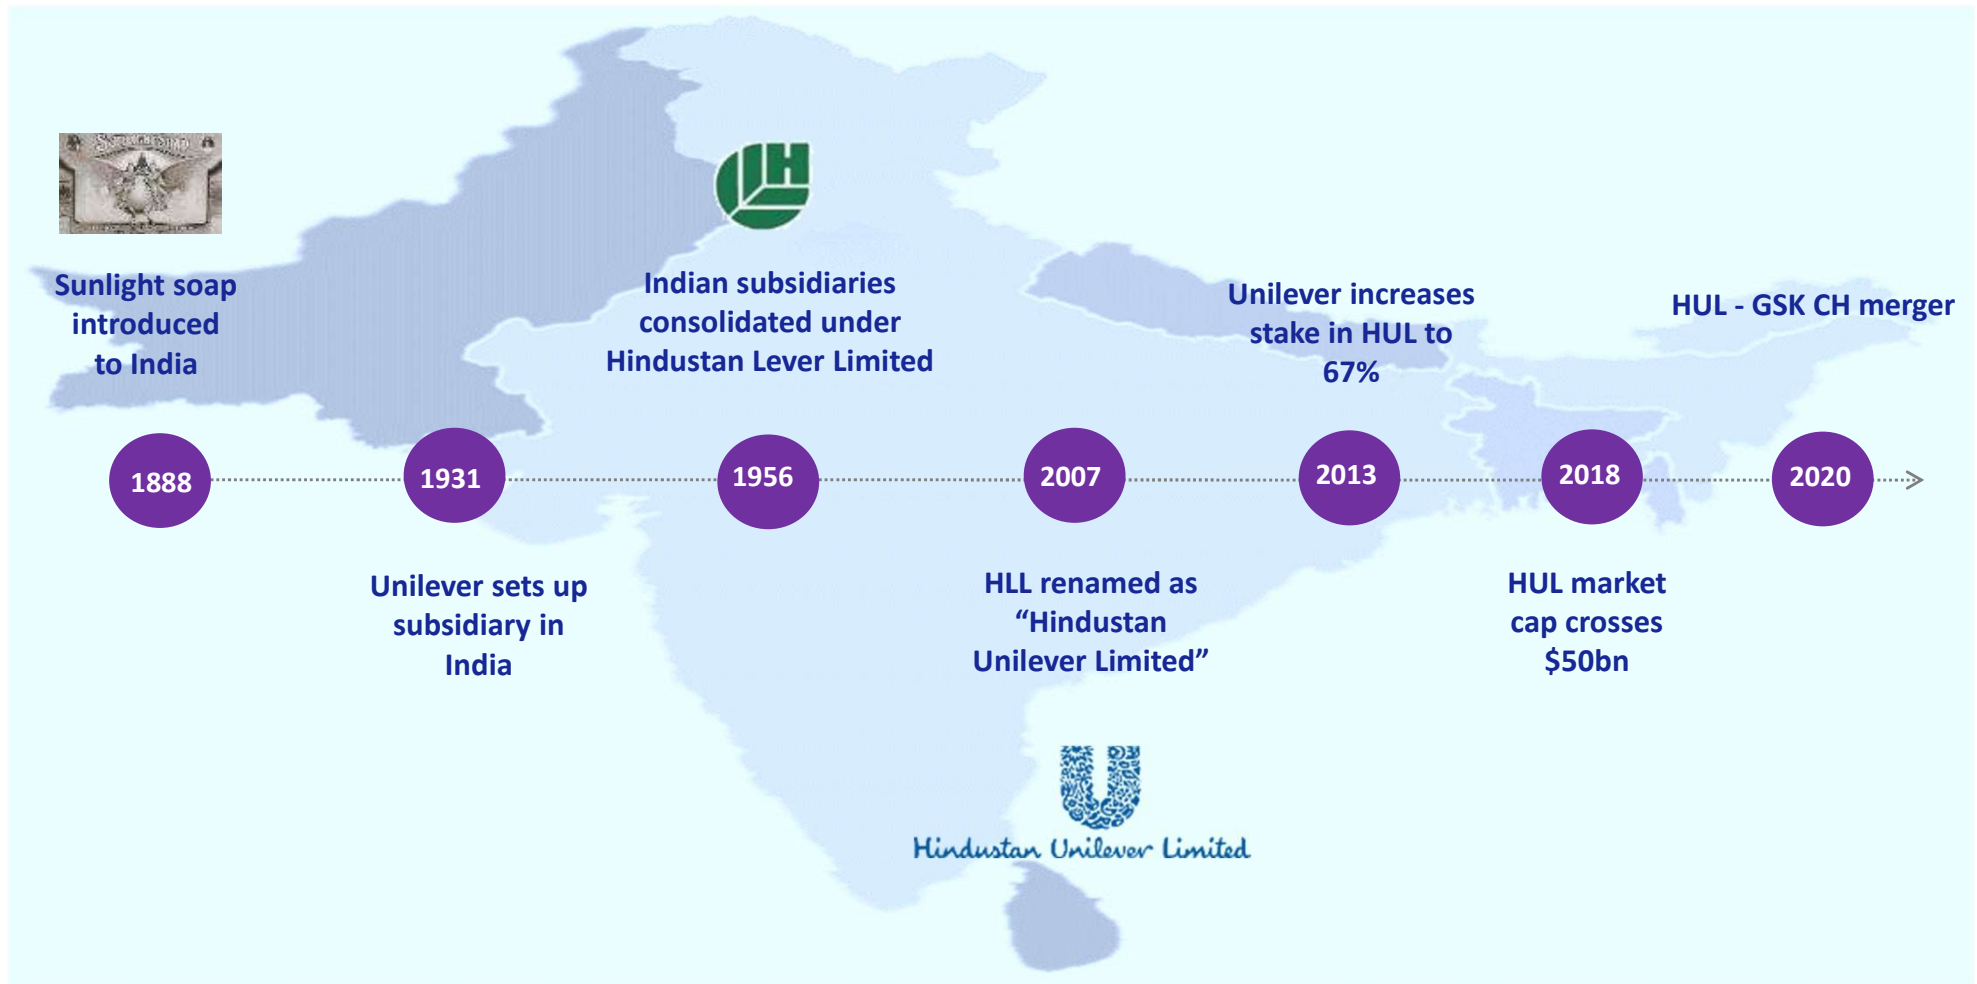 Sunlight soap
introduced
to India
Indian subsidiaries
consolidated under
Hindustan Lever Limited
Unilever increases
stake in HUL to
67%
HUL - GSK CH merger
1888
1931
1956
2007
2013
2018
2020
Unilever sets up
subsidiary in
India
HLL renamed as
“Hindustan
Unilever Limited”
HUL market
cap crosses
$50bn
Hindustan Unilever Limited